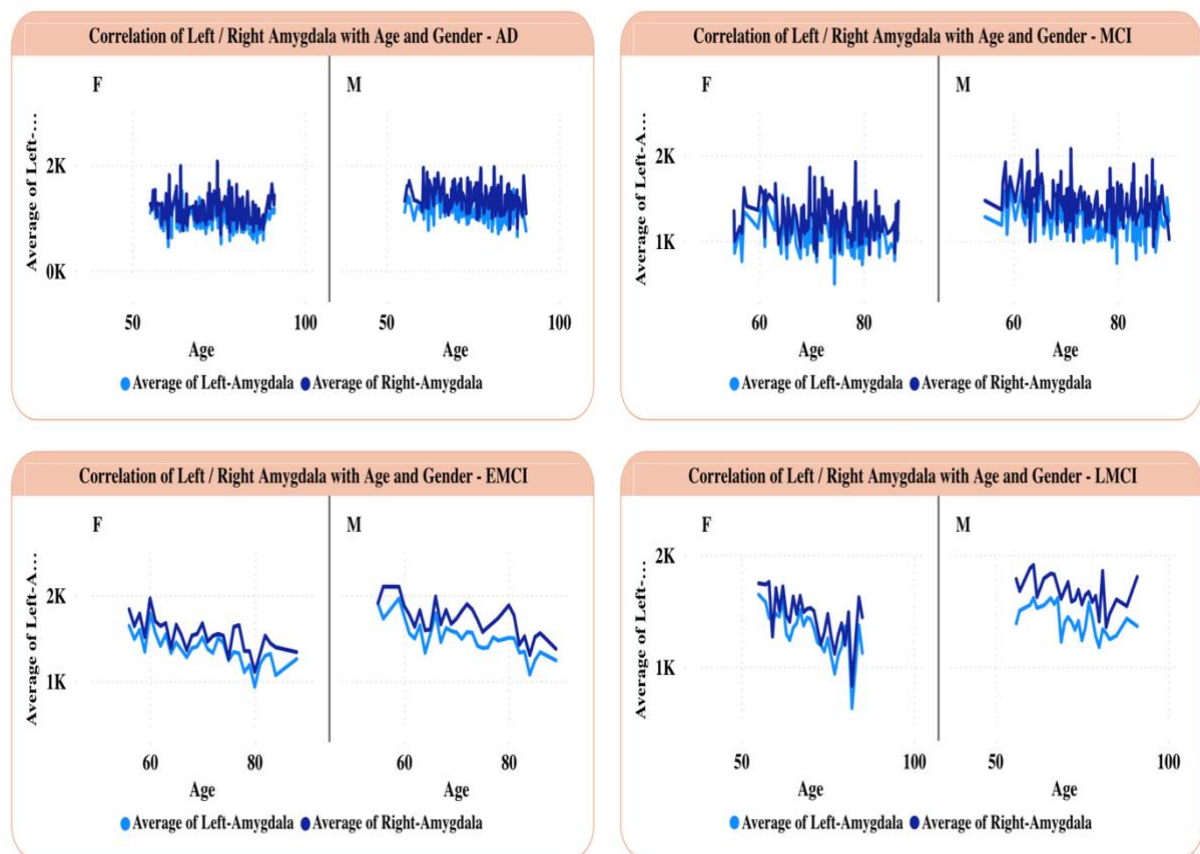 Correlation of Left / Right Amygdala with Age and Gender - AD
F
M
Average of Left-...
2K
0K
50
100
50
100
Age
Age
Average of Left-Amygdala Average of Right-Amygdala
Correlation of Left / Right Amygdala with Age and Gender - MCI
F
M
Average of Left-A...
2K
1K
60
80
60
80
Age
Age
Average of Left-Amygdala Average of Right-Amygdala
Correlation of Left / Right Amygdala with Age and Gender - EMCI
F
M
Average of Left-A...
2K
1K
60
80
60
80
Age
Age
Average of Left-Amygdala Average of Right-Amygdala
Correlation of Left / Right Amygdala with Age and Gender - LMCI
F
M
Average of Left-...
2K
1K
50
100
50
100
Age
Age
Average of Left-Amygdala Average of Right-Amygdala